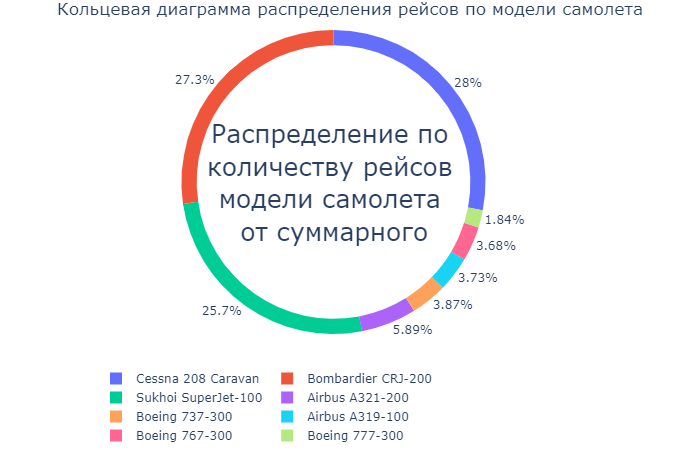 Кольцевая диаграмма распределения рейсов по модели самолета
27.3%
28%
Распределение по
количеству рейсов
модели самолета
от суммарного
1.84%
3.68%
3.73%
3.87%
5.89%
25.7%
Cessna 208 Caravan
Bombardier CRJ-200
Sukhoi SuperJet-100
Airbus A321-200
Boeing 737-300
Airbus A319-100
Boeing 767-300
Boeing 777-300